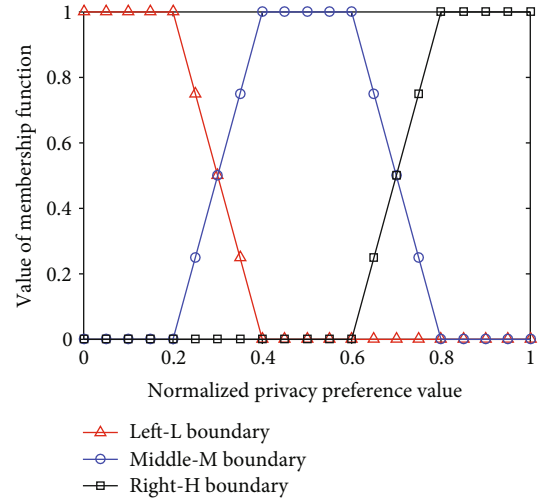 1
0.8
0.6
0.4
0.2
0
0 0.2 0.4 0.6 0.8 1
Value of membership function
Normalized privacy preference value
Left-L boundary
Middle-M boundary
Right-H boundary